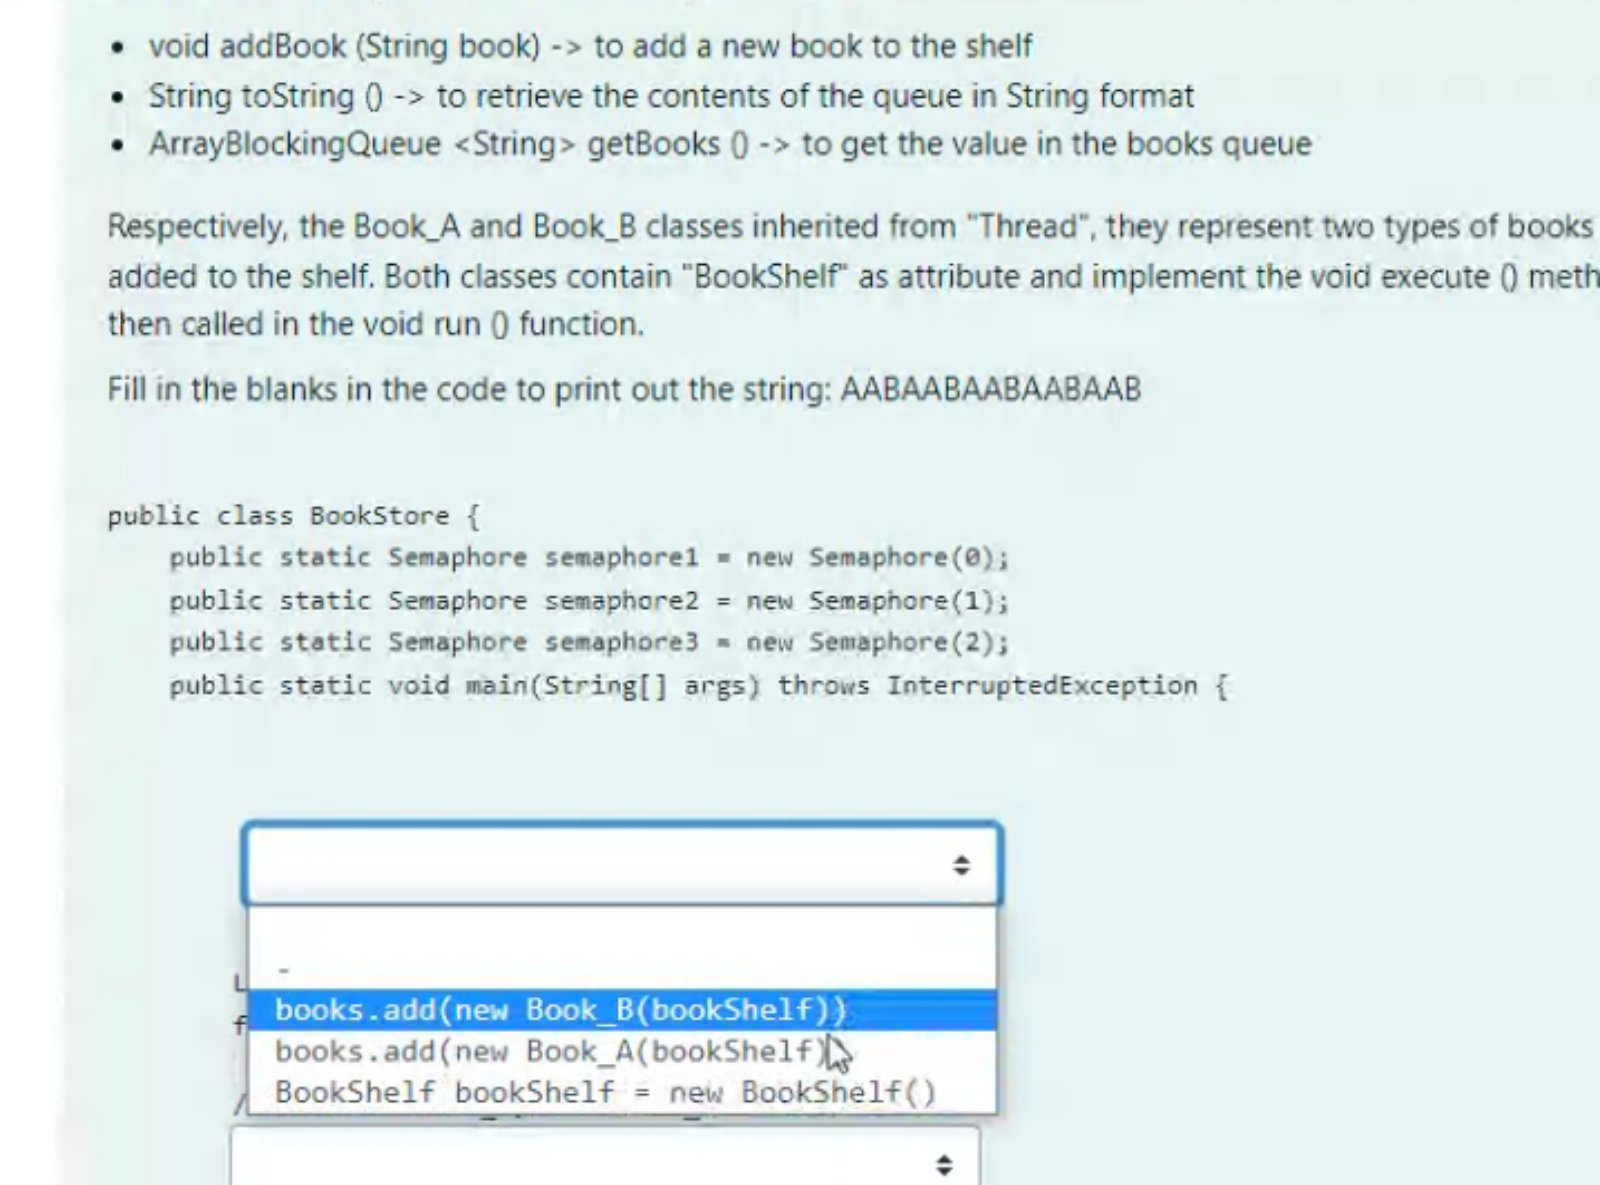 • void addBook (String book) -> to add a new book to the shelf
• String toString () -> to retrieve the contents of the queue in String format
• ArrayBlockingQueue <String> getBooks () -> to get the value in the books queue
Respectively, the Book_A and Book_B classes inherited from "Thread", they represent two types of books
added to the shelf. Both classes contain "BookShelf" as attribute and implement the void execute () meth
then called in the void run () function.
Fill in the blanks in the code to print out the string: AABAABAABAABAAB
public class BookStore {
public static Semaphore semaphore1 = new Semaphore(0);
public static Semaphore semaphore2 = new Semaphore(1);
public static Semaphore semaphore3 = new Semaphore(2);
public static void main(String[] args) throws InterruptedException {
-
books.add(new Book_B(bookShelf))
books.add(new Book_A(bookShelf)
BookShelf bookShelf = new BookShelf()